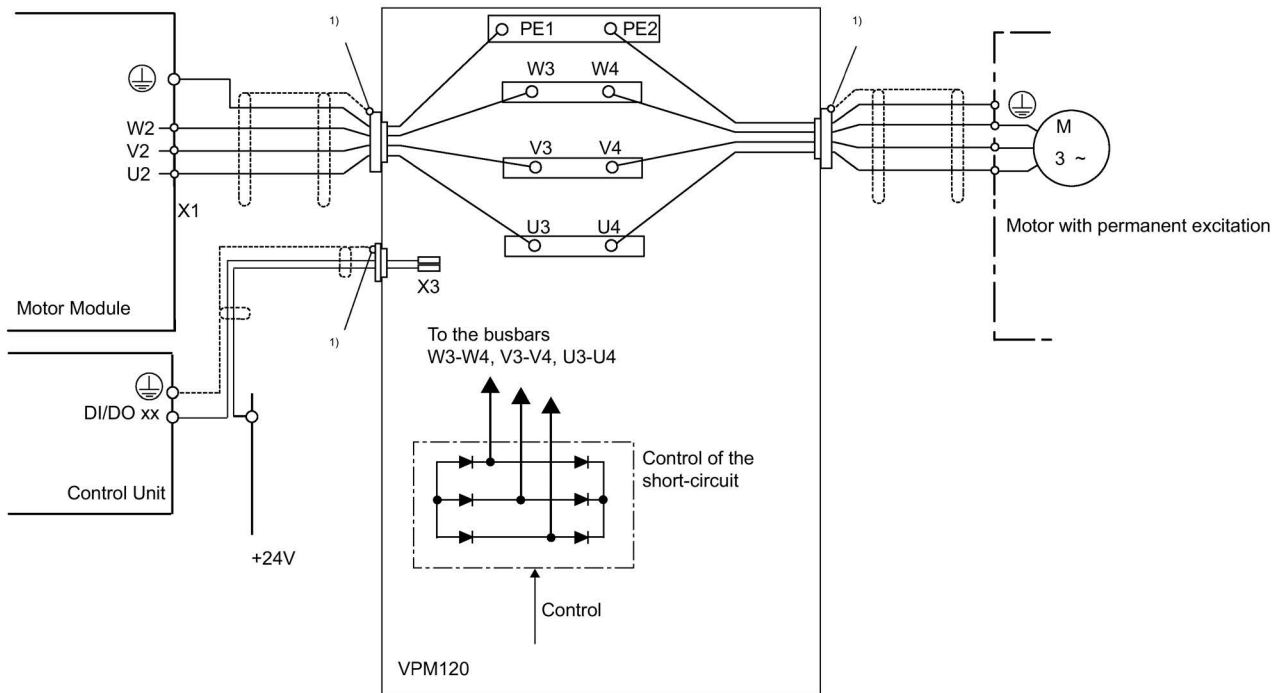 1)
1)
PE1
PE2
W3
W4
W2
V2
U2
X1
V3
V4
M
3 ~
U3
U4
Motor with permanent excitation
X3
Motor Module
1)
To the busbars
W3-W4, V3-V4, U3-U4
DI/DO xx
Control Unit
Control of the
short-circuit
+24V
Control
VPM120